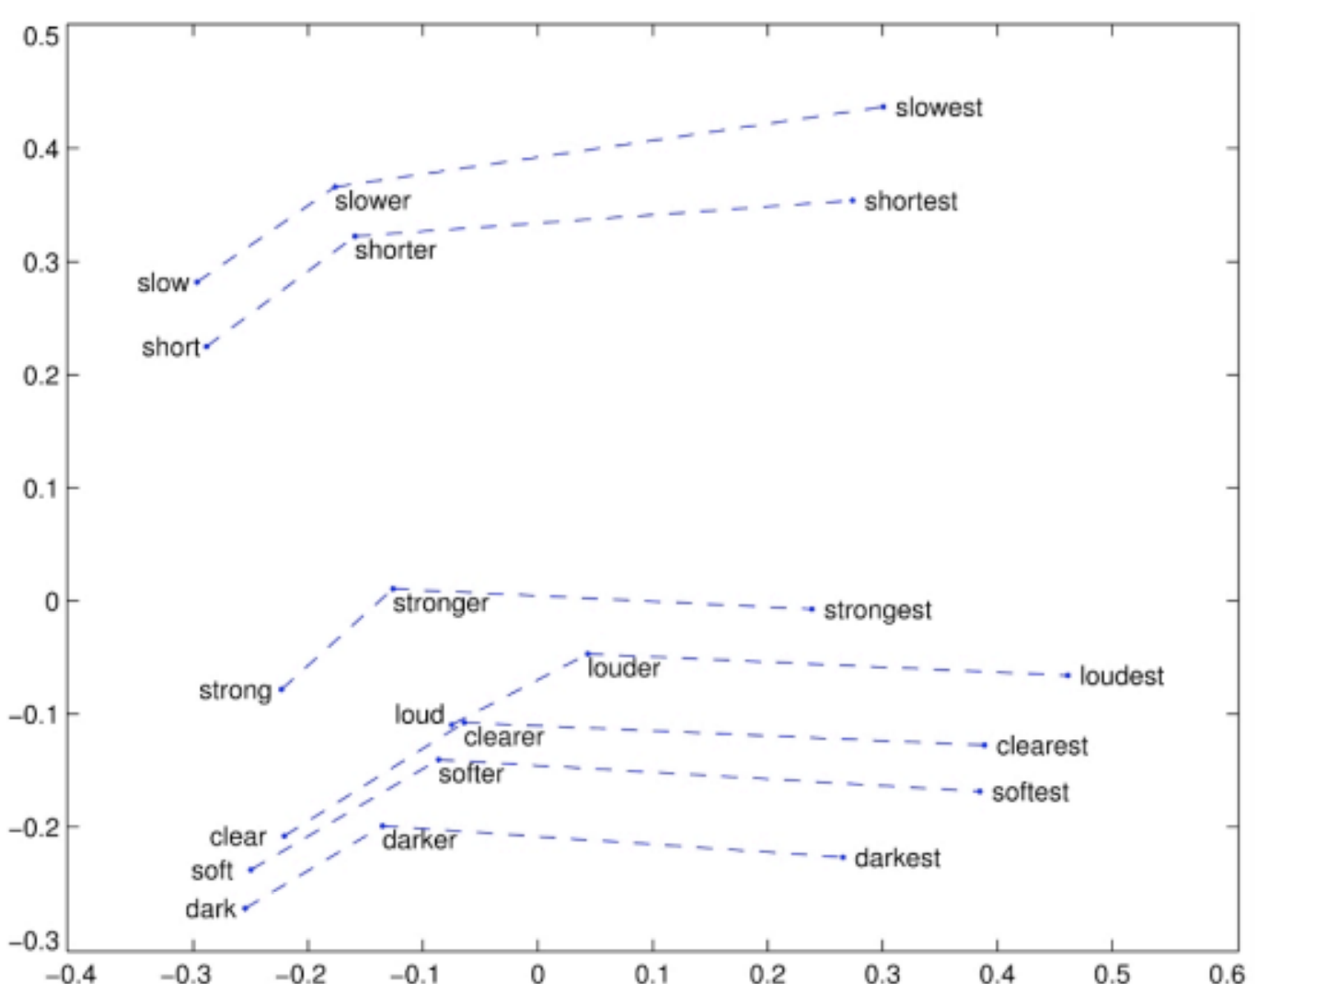 0.5
slowest
0.4
slower
shortest
shorter
0.3
slow
short
0.2
0.1
0
stronger
strongest
louder
loudest
strong
−0.1
loud
clearer
clearest
softer
softest
−0.2
clear
darker
darkest
soft
dark
−0.3
−0.4 −0.3 −0.2 −0.1 0 0.1 0.2 0.3 0.4 0.5 0.6